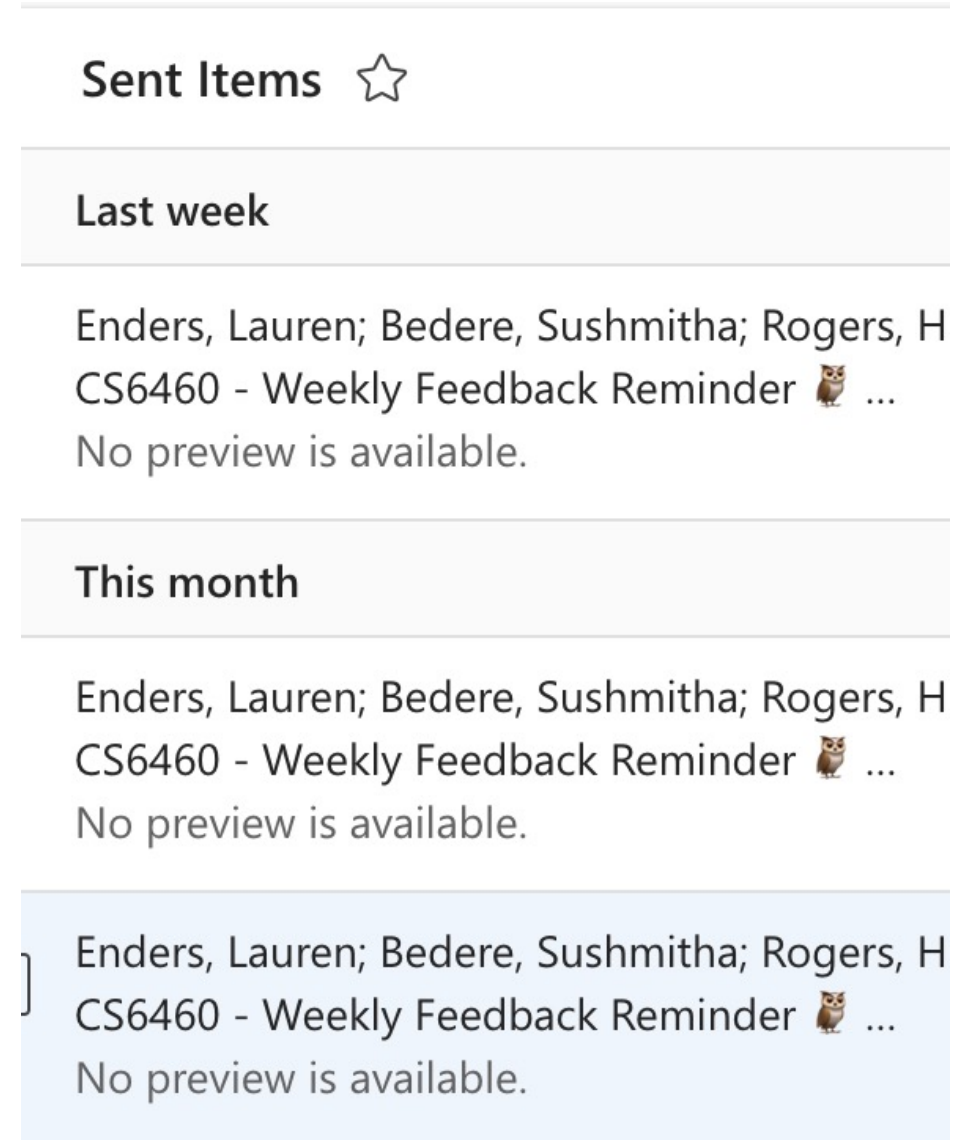 Sent Items
Last week
Enders, Lauren; Bedere, Sushmitha; Rogers, H
CS6460 - Weekly Feedback Reminder 🦉 ...
No preview is available.
This month
Enders, Lauren; Bedere, Sushmitha; Rogers, H
CS6460 - Weekly Feedback Reminder 🦉 ...
No preview is available.
Enders, Lauren; Bedere, Sushmitha; Rogers, H
CS6460 - Weekly Feedback Reminder 🦉 ...
No preview is available.